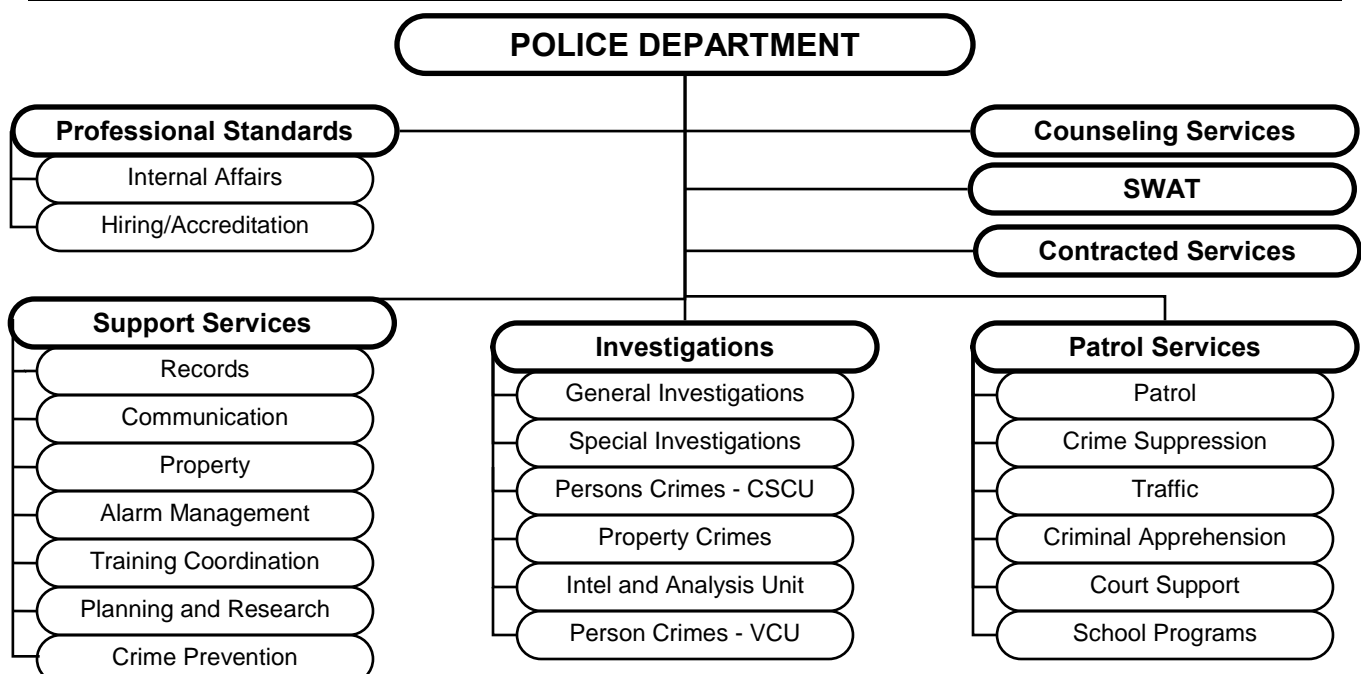 POLICE DEPARTMENT
Professional Standards
Internal Affairs
Hiring/Accreditation
Counseling Services
SWAT
Contracted Services
Support Services
Records
Communication
Property
Alarm Management
Training Coordination
Planning and Research
Crime Prevention
Investigations
General Investigations
Special Investigations
Persons Crimes - CSCU
Property Crimes
Intel and Analysis Unit
Person Crimes - VCU
Patrol Services
Patrol
Crime Suppression
Traffic
Criminal Apprehension
Court Support
School Programs